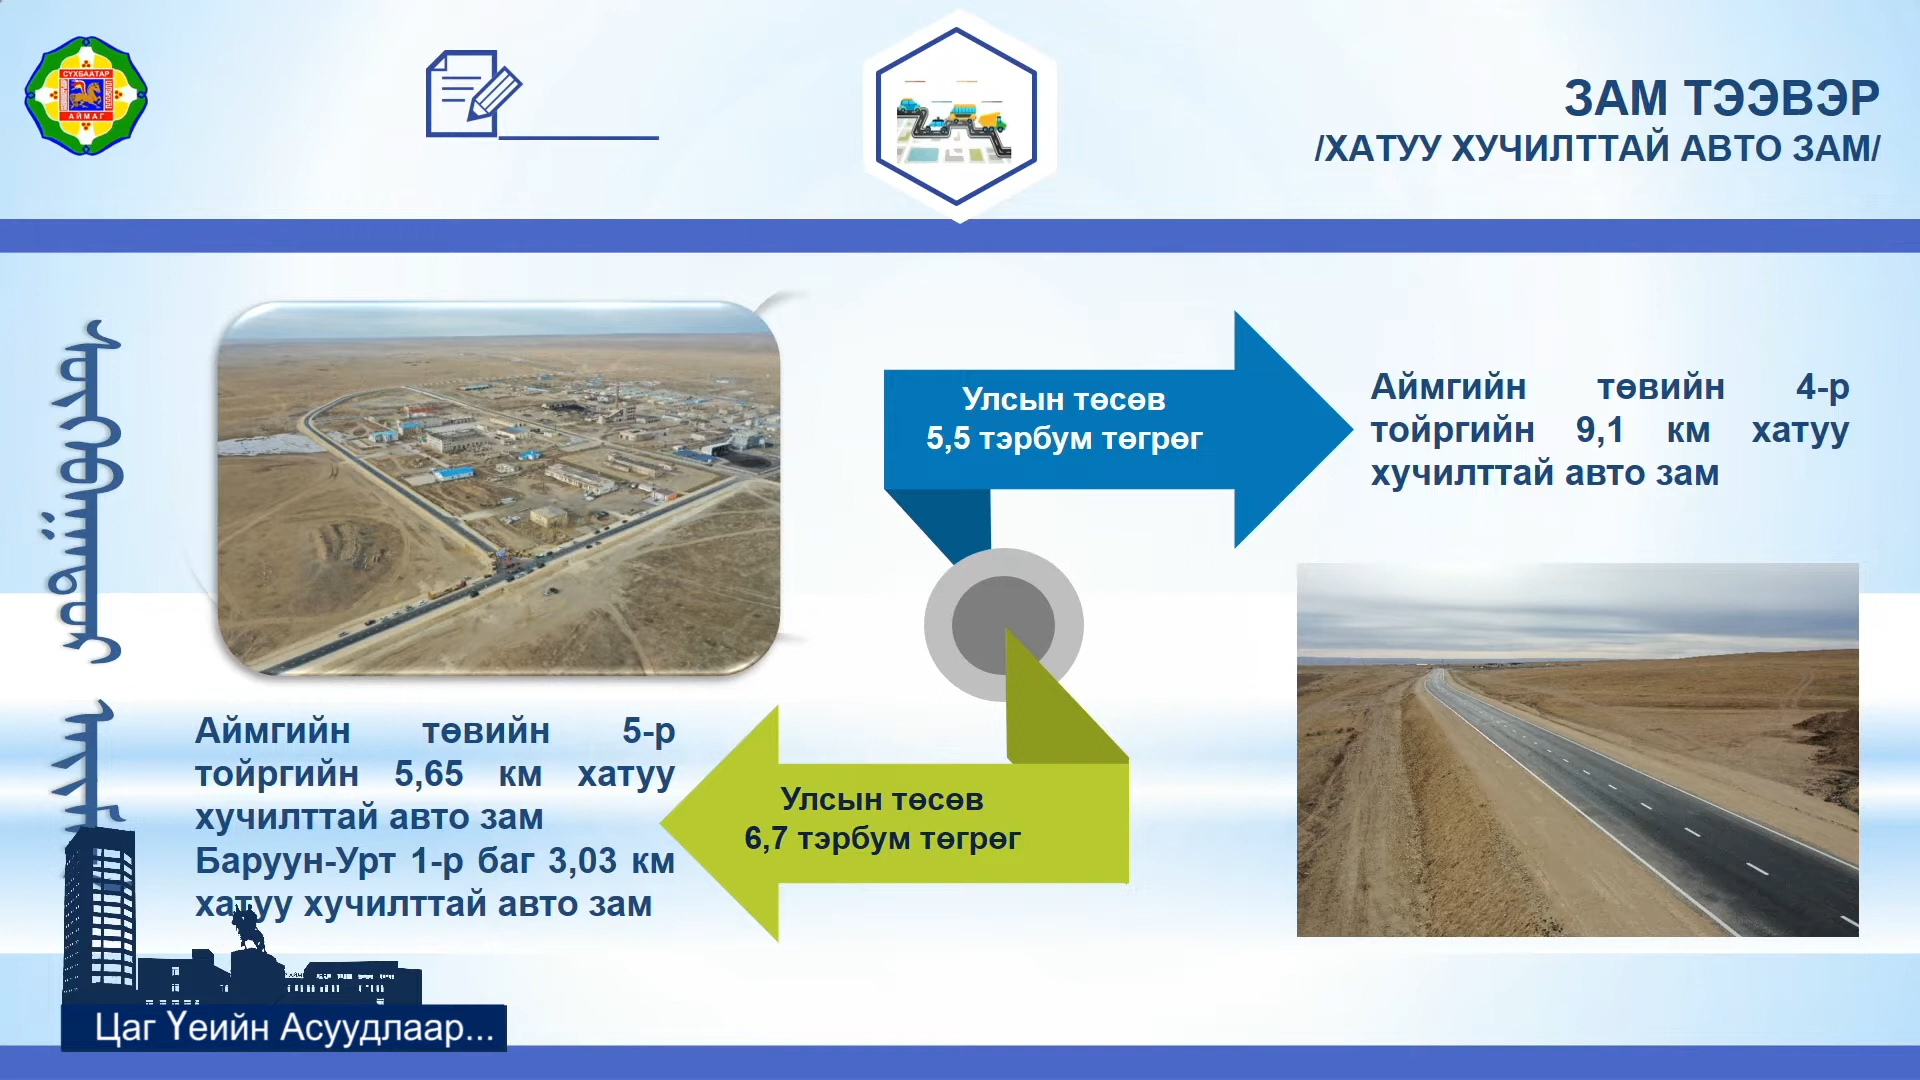 СҮХБААТАР
АЙМАГ
ЗАМ ТЭЭВЭР
/ХАТУУ ХУЧИЛТТАЙ АВТО ЗАМ/
Улсын төсөв
5,5 тэрбум төгрөг
Аймгийн төвийн 4-р
тойргийн 9,1 км хатуу
хучилттай авто зам
Аймгийн төвийн 5-р
тойргийн 5,65 км хатуу
хучилттай авто зам
Баруун-Урт 1-р баг 3,03 км
хатуу хучилттай авто зам
Улсын төсөв
6,7 тэрбум төгрөг
Цаг Үеийн Асуудлаар...